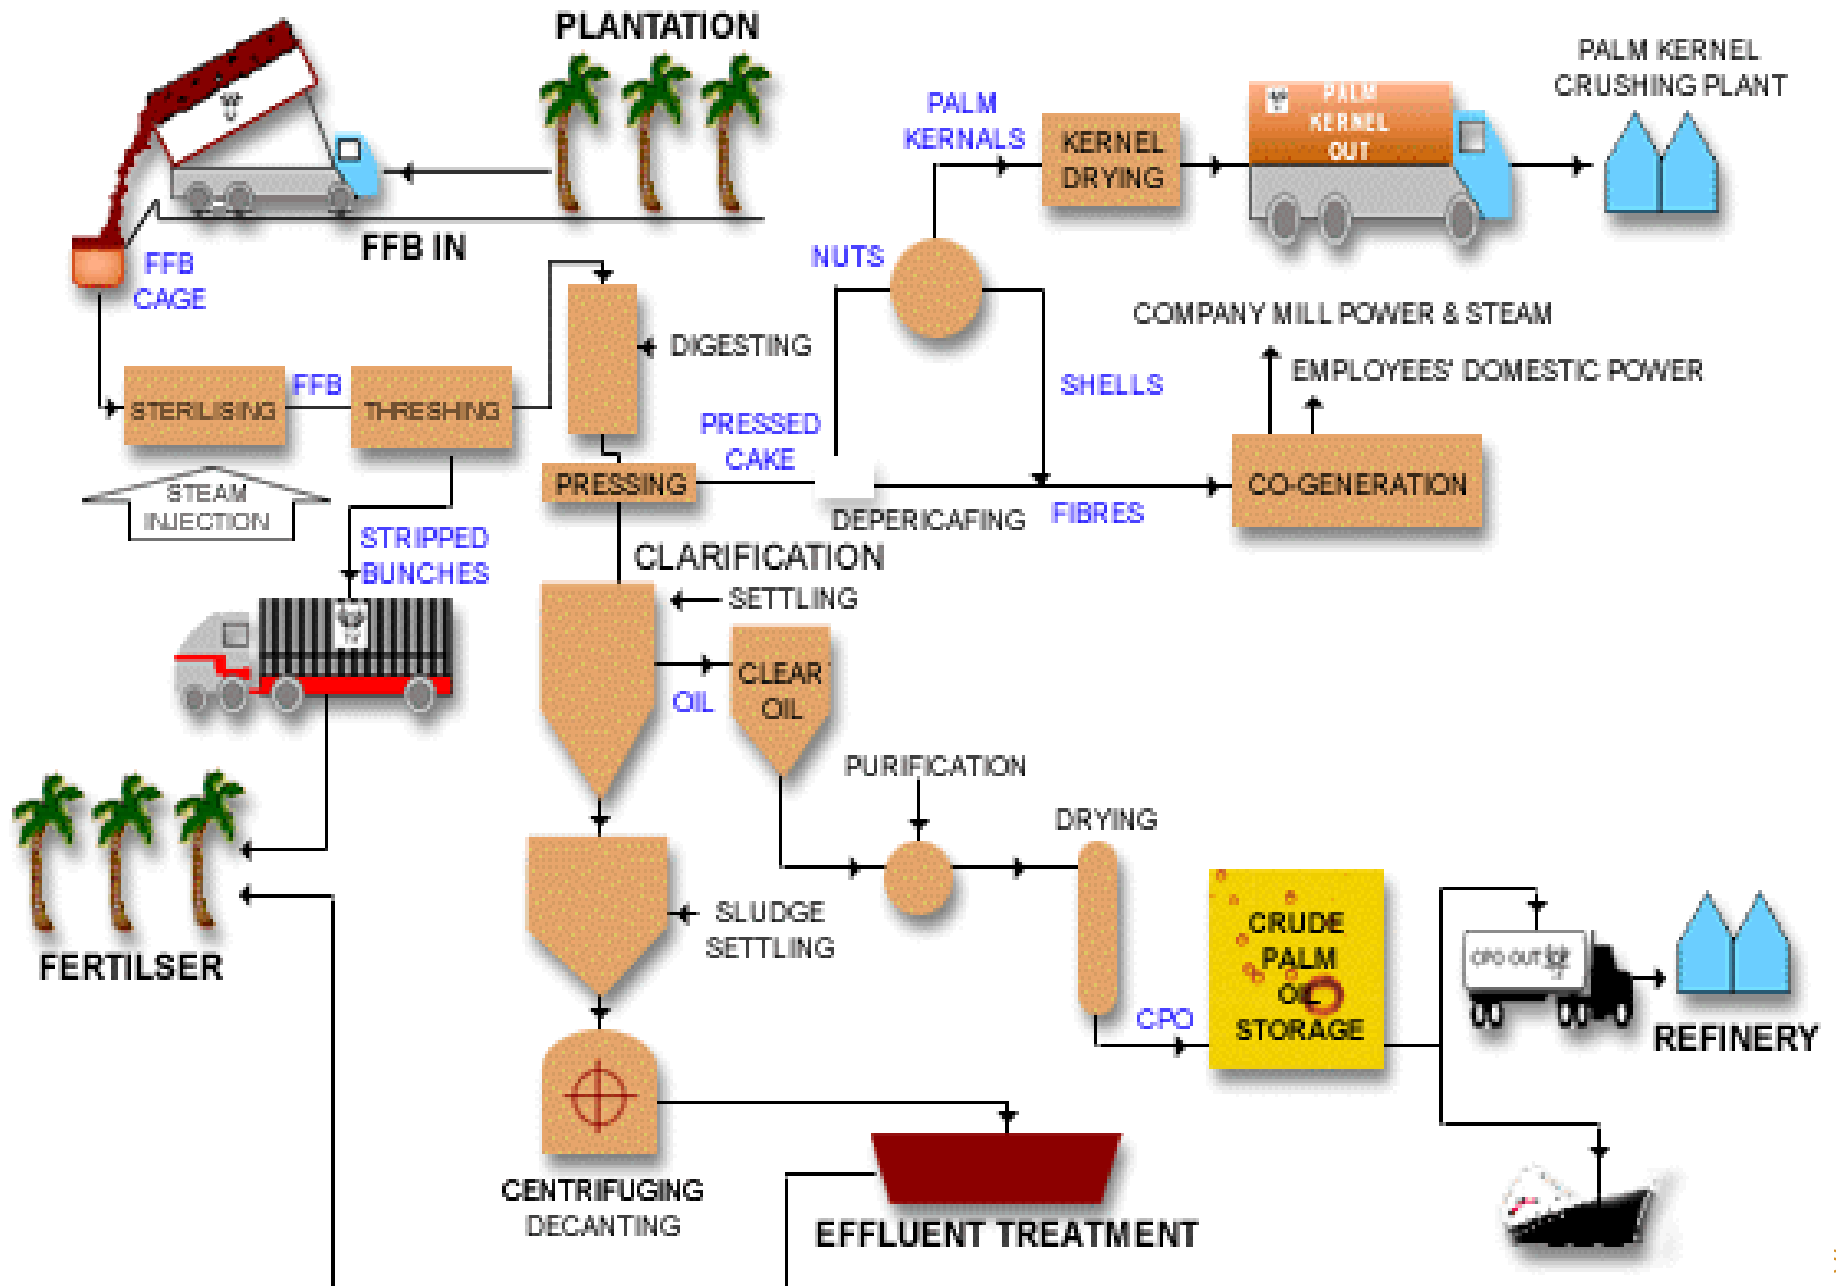 PLANTATION
FFB IN
FFB
CAGE
PALM
KERNALS
KERNEL
DRYING
PALM
KERNEL
OUT
PALM KERNEL
CRUSHING PLANT
NUTS
COMPANY MILL POWER & STEAM
EMPLOYEES' DOMESTIC POWER
SHELLS
DIGESTING
STERILISING
FFB
THRESHING
STEAM
INJECTION
PRESSED
CAKE
PRESSING
DEPERICAFING
FIBRES
CO-GENERATION
STRIPPED
BUNCHES
CLARIFICATION
SETTLING
OIL
CLEAR
OIL
PURIFICATION
DRYING
SLUDGE
SETTLING
FERTILSER
CPO
CRUDE
PALM
OIL
STORAGE
CPO OUT
REFINERY
CENTRIFUGING
DECANTING
EFFLUENT TREATMENT